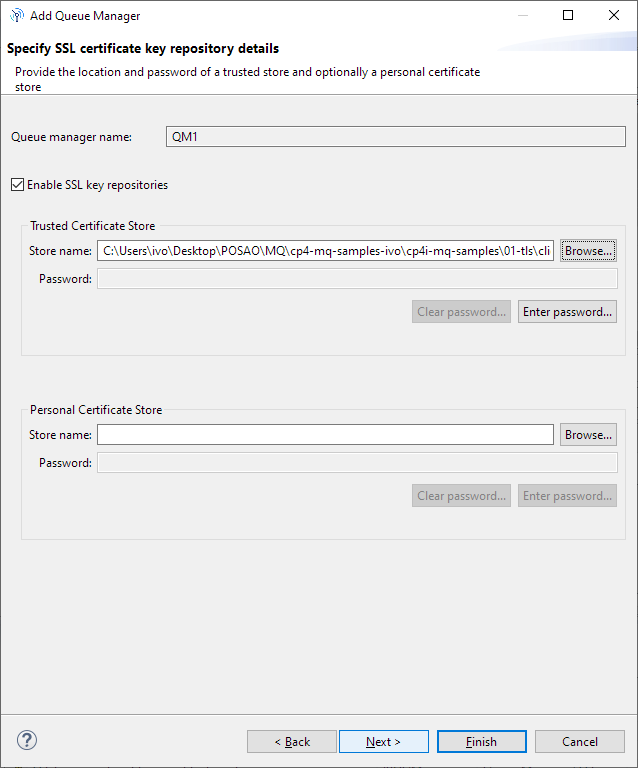 Add Queue Manager
Specify SSL certificate key repository details
Provide the location and password of a trusted store and optionally a personal certificate
store
Queue manager name: QM1
Enable SSL key repositories
Trusted Certificate Store
Store name: C:\Users\ivo\Desktop\POSAO\MQ\cp4-mq-samples-ivo\cp4i-mq-samples\01-tls\cli Browse...
Password:
Clear password... Enter password...
Personal Certificate Store
Store name: Browse...
Password:
Clear password... Enter password...
? < Back Next > Finish Cancel